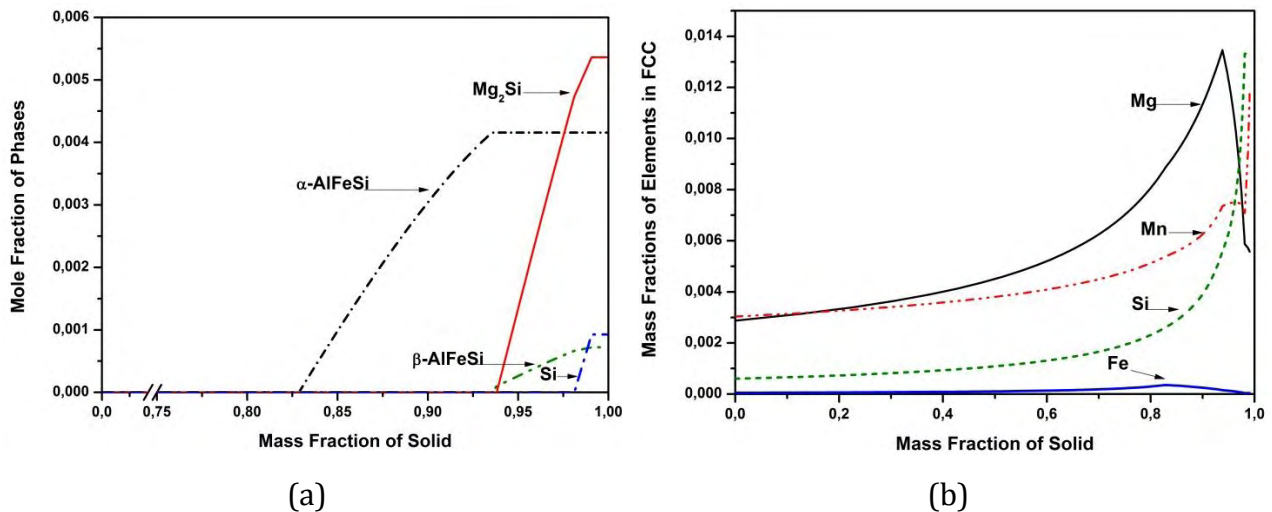 0,006
0,005
0,004
0,003
0,002
0,001
0,000
Mole Fraction of Phases
Mg₂Si
α-AlFeSi
β-AlFeSi
Si
0,0 0,75 0,80 0,85 0,90 0,95 1,00
Mass Fraction of Solid
(a)
0,014
0,012
0,010
0,008
0,006
0,004
0,002
0,000
Mass Fractions of Elements in FCC
Mg
Mn
Si
Fe
0,0 0,2 0,4 0,6 0,8 1,0
Mass Fraction of Solid
(b)